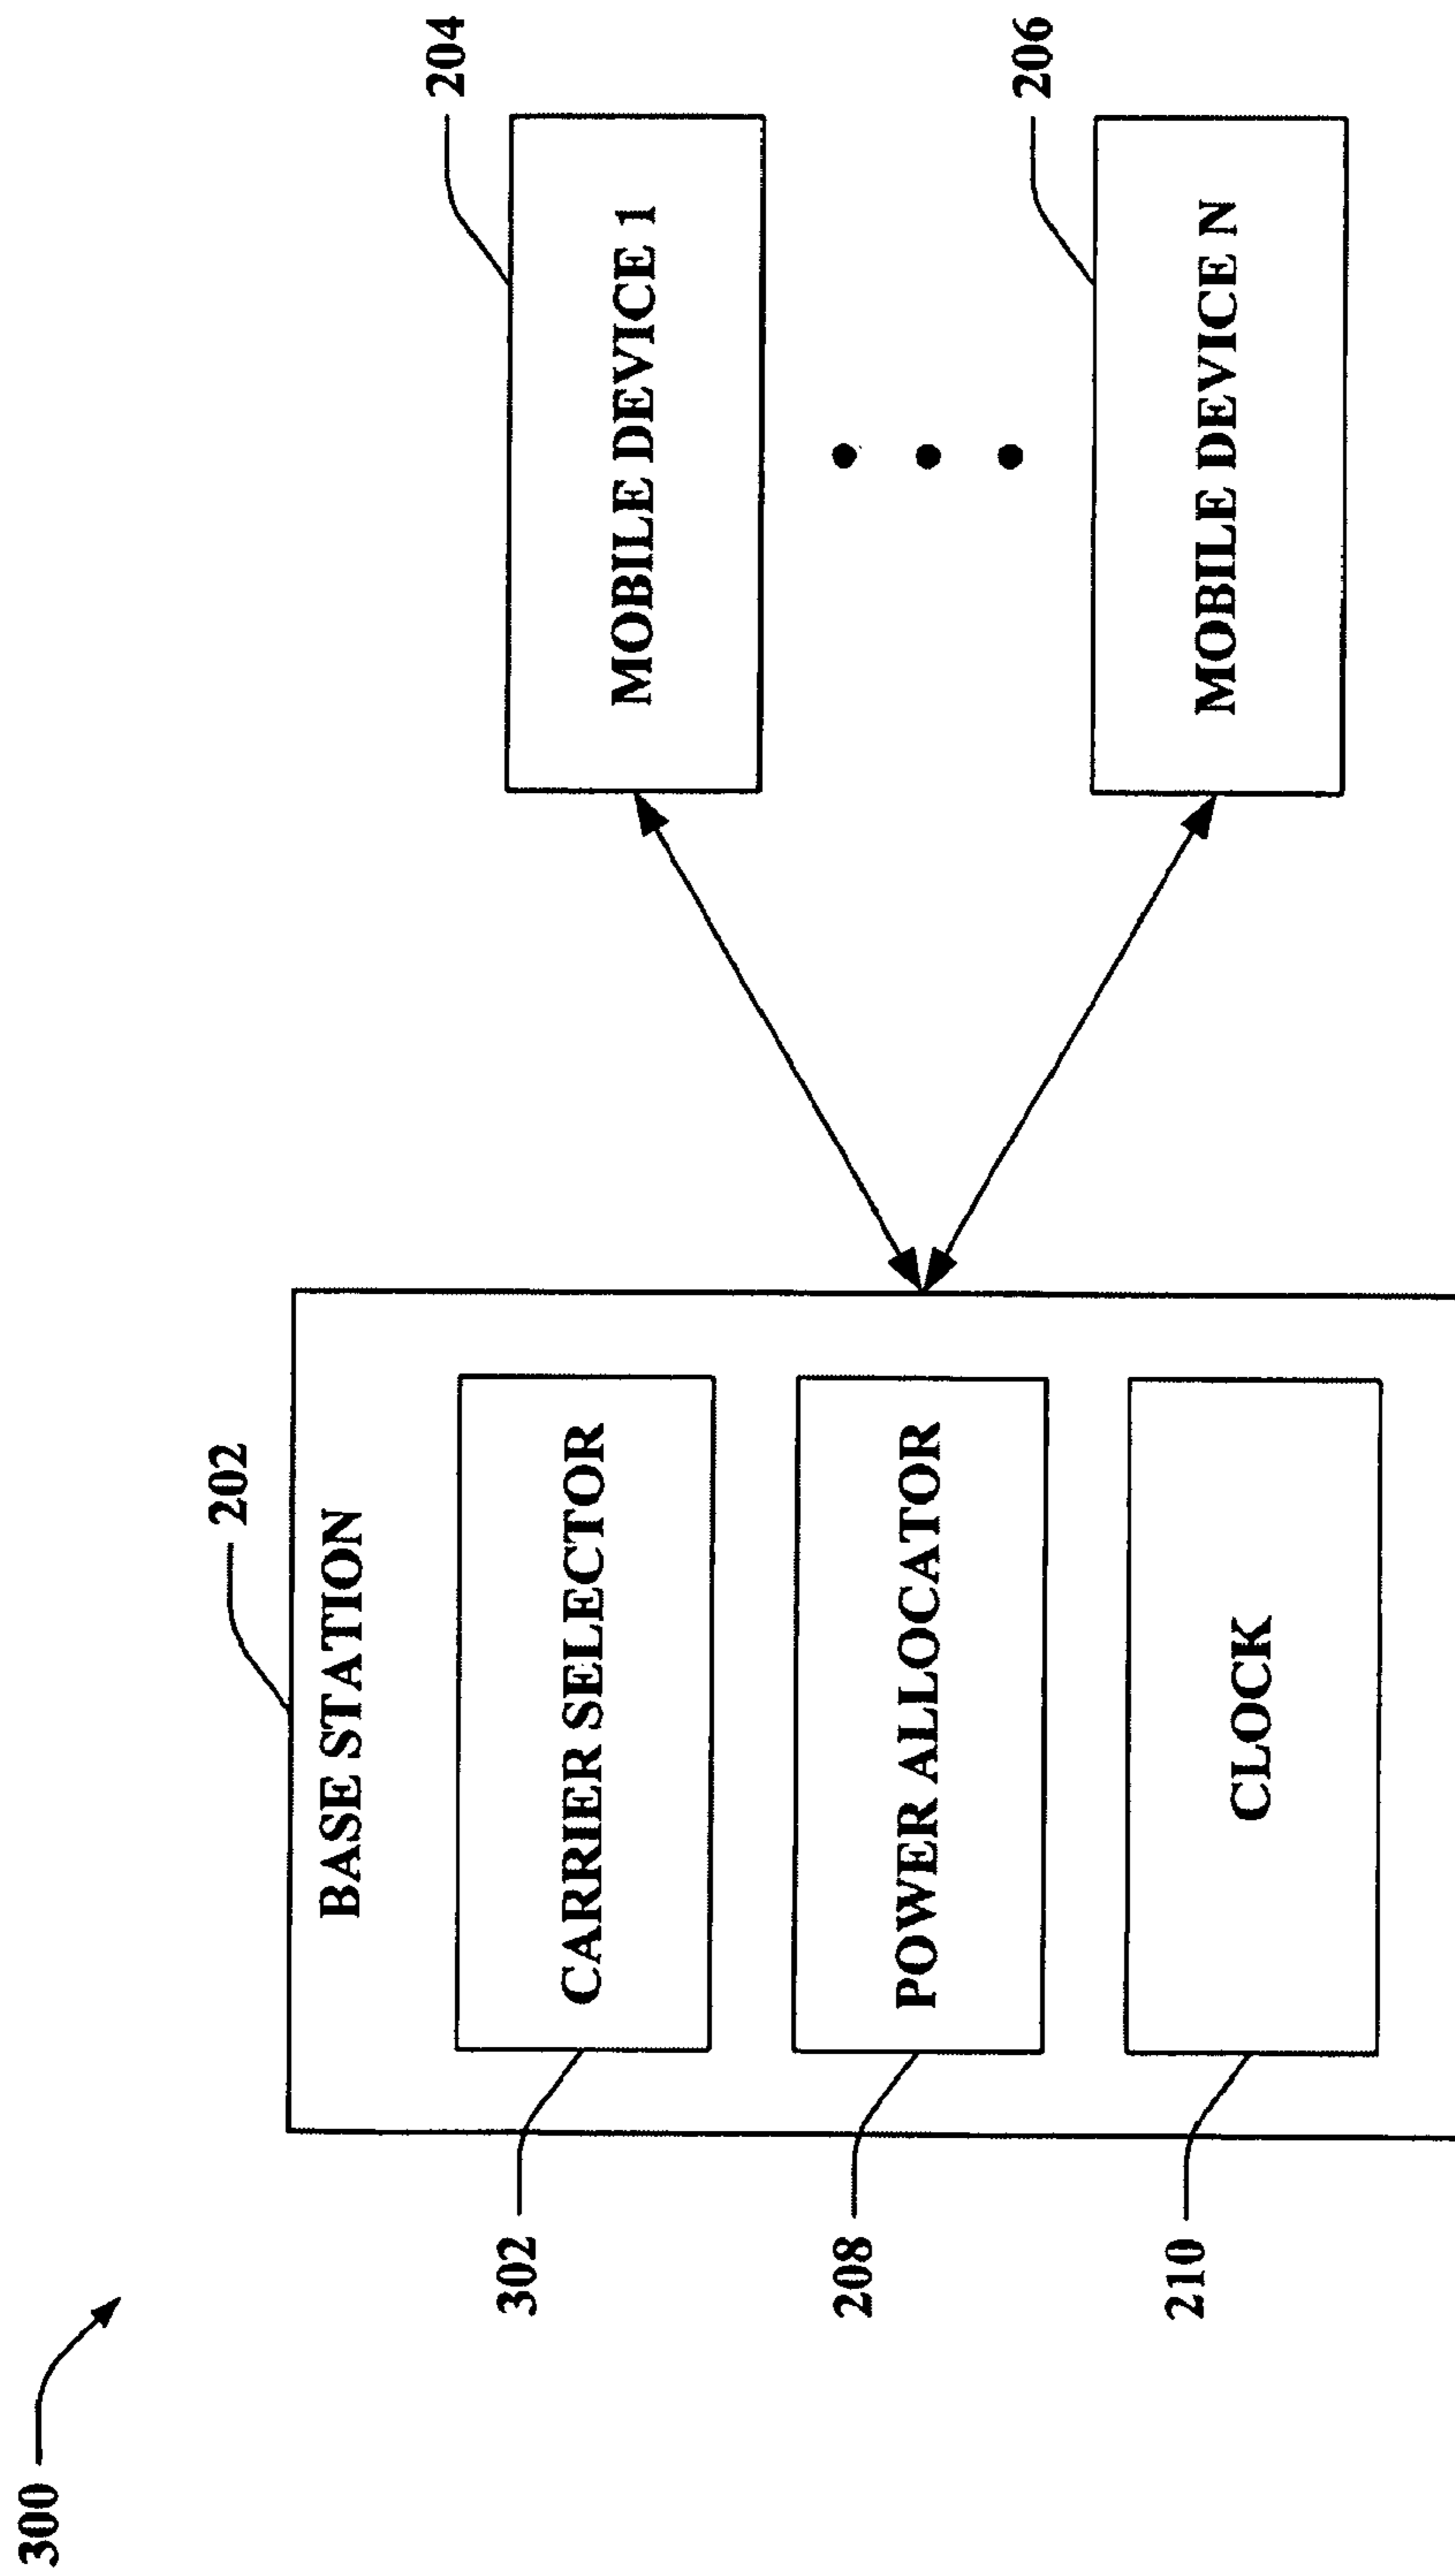 300
202
BASE STATION
302
CARRIER SELECTOR
208
POWER ALLOCATOR
210
CLOCK
204
MOBILE DEVICE 1
206
MOBILE DEVICE N